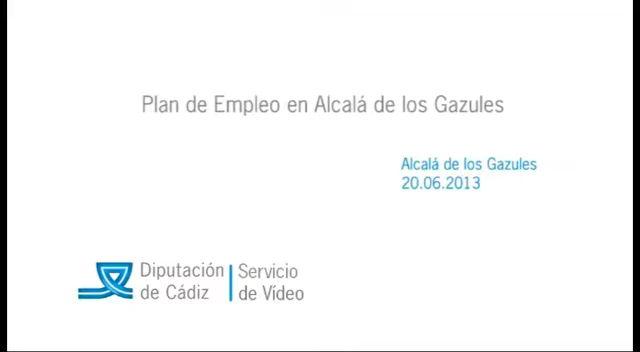 Plan de Empleo en Alcalá de los Gazules
Alcalá de los Gazules
20.06.2013
Diputación de Cádiz
Servicio de Vídeo